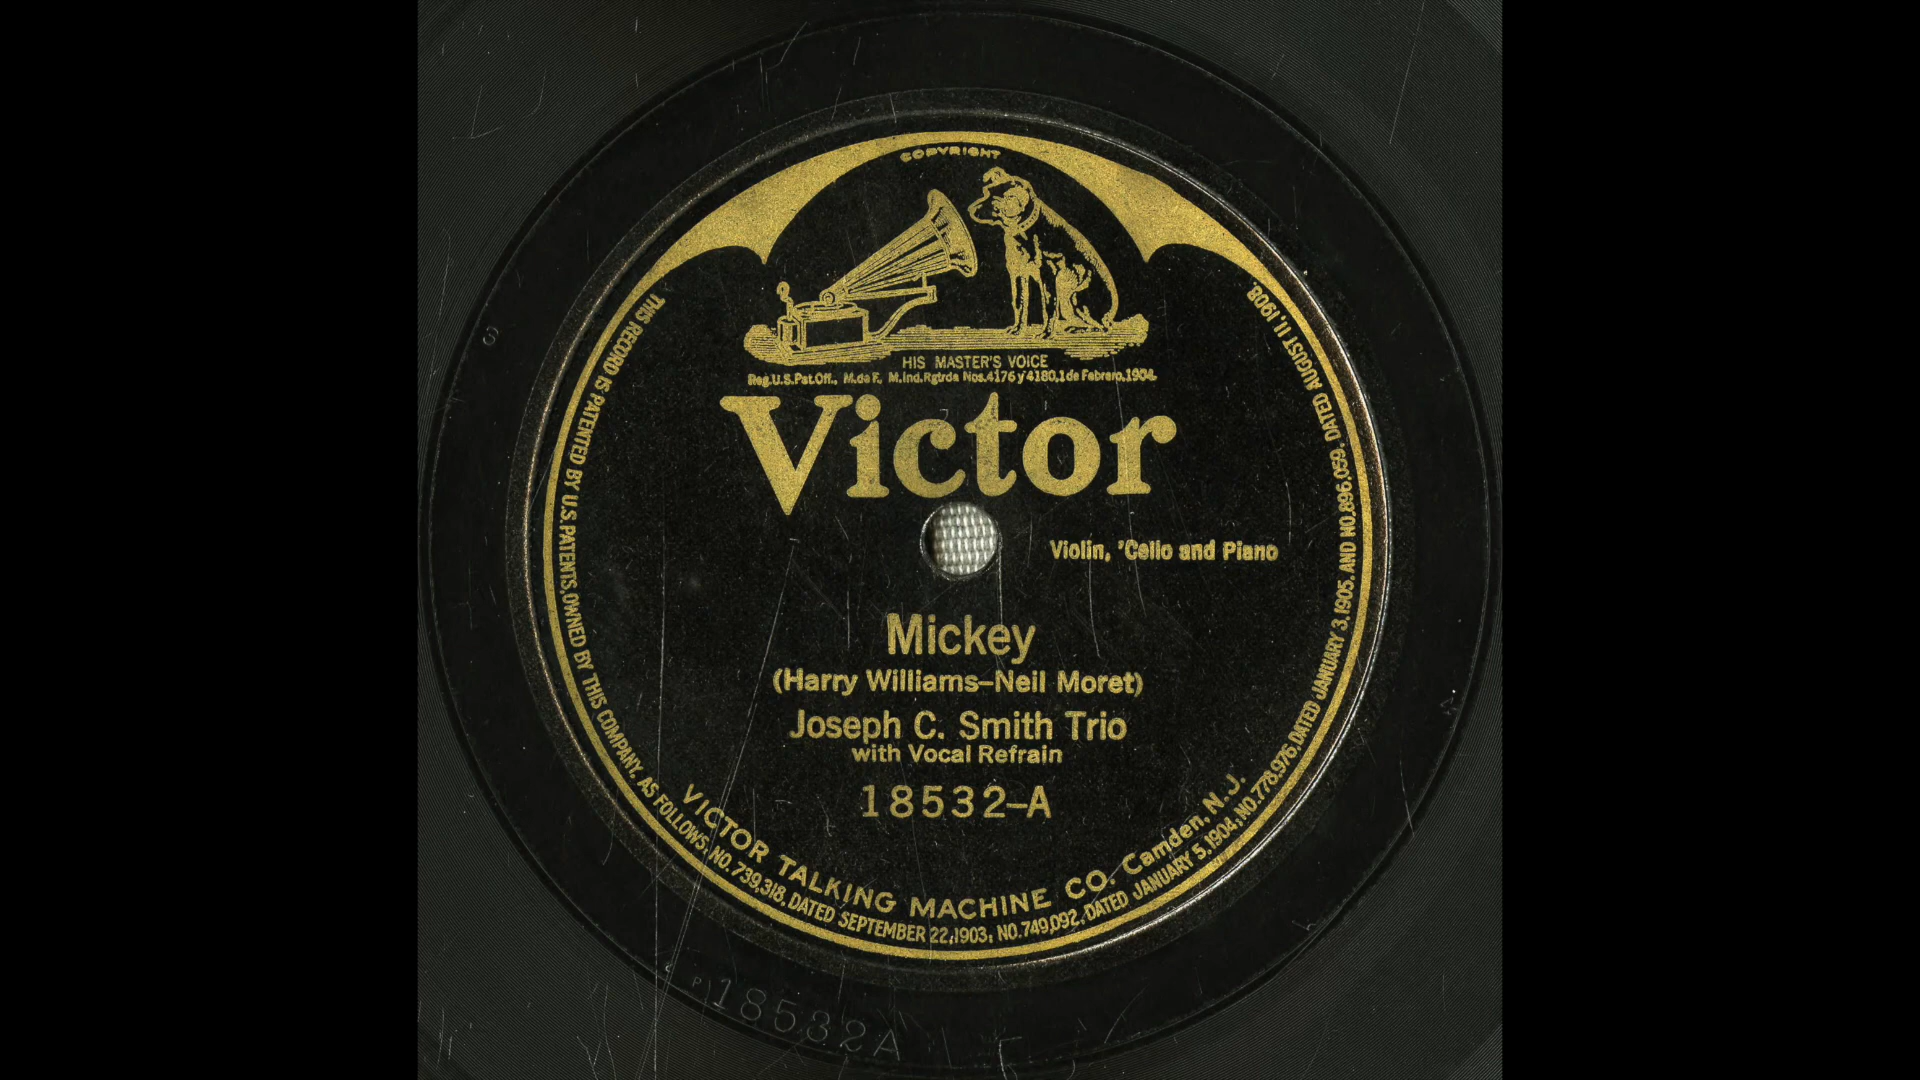 COPYRIGHT
HIS MASTER'S VOICE
Reg.U.S.Pat.Off., M.de F., M.Ind.Rgtrda Nos.4176 y 4180,1de Febrero,1904.
Victor
Violin, 'Cello and Piano
Mickey
(Harry Williams–Neil Moret)
Joseph C. Smith Trio
with Vocal Refrain
18532–A
VICTOR TALKING MACHINE CO. Camden, N.J.
THIS RECORD IS PATENTED BY U.S. PATENTS, OWNED BY THIS COMPANY, AS FOLLOWS: NO. 739,318, DATED SEPTEMBER 22,1903, NO. 749,092, DATED JANUARY 5,1904, NO. 778,976, DATED JANUARY 3,1905. AND NO. 896,059. DATED AUGUST 11,1908.
S
P 18532A